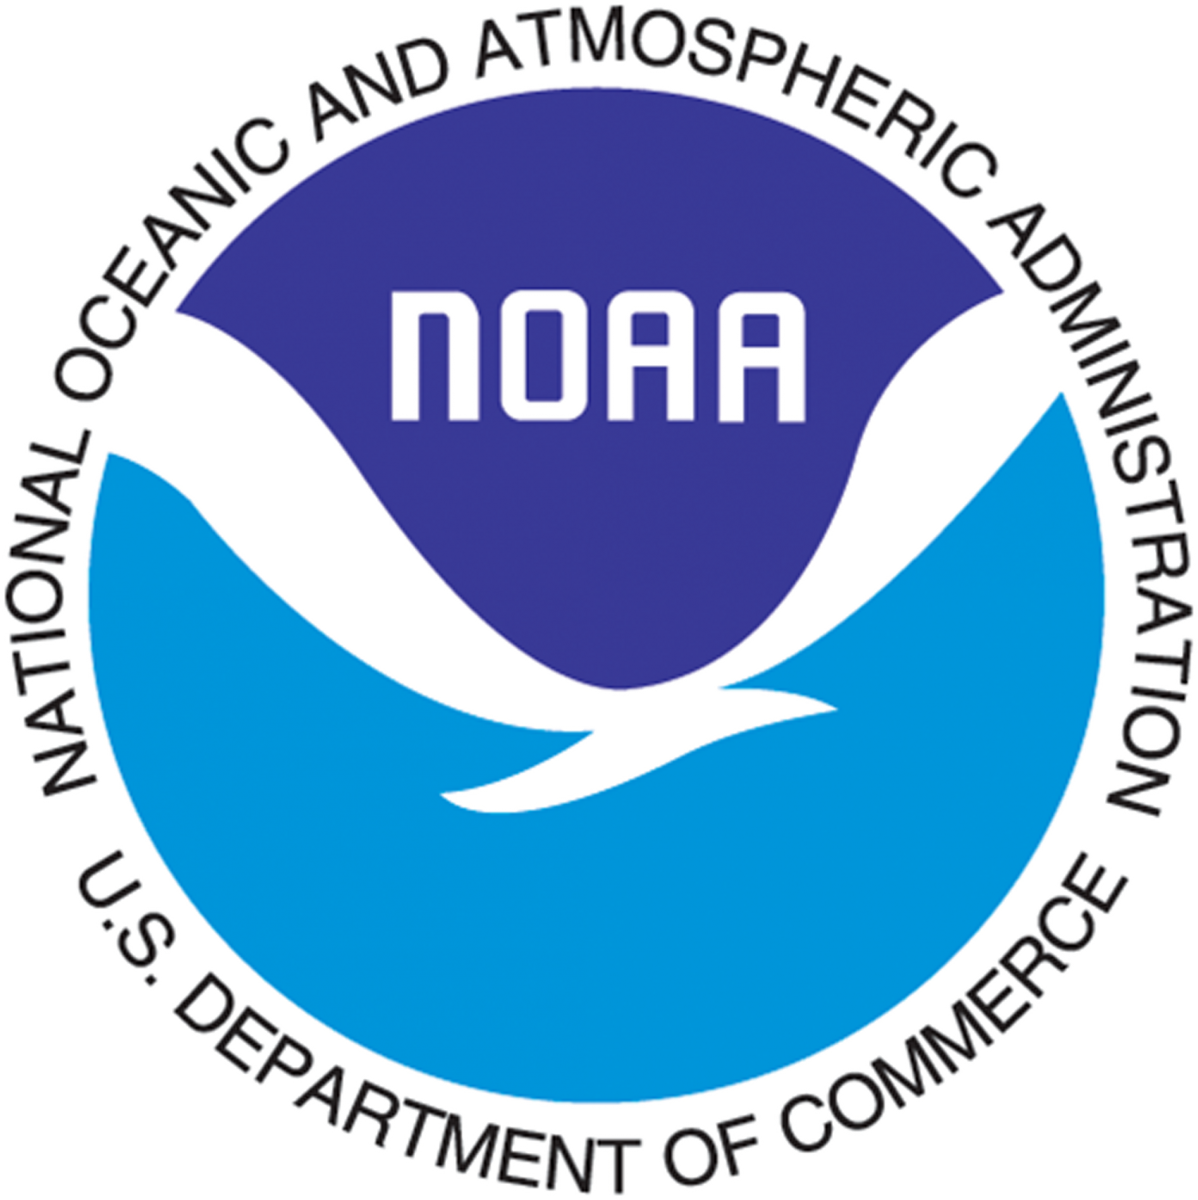 NATIONAL OCEANIC AND ATMOSPHERIC ADMINISTRATION
NOAA
U.S. DEPARTMENT OF COMMERCE